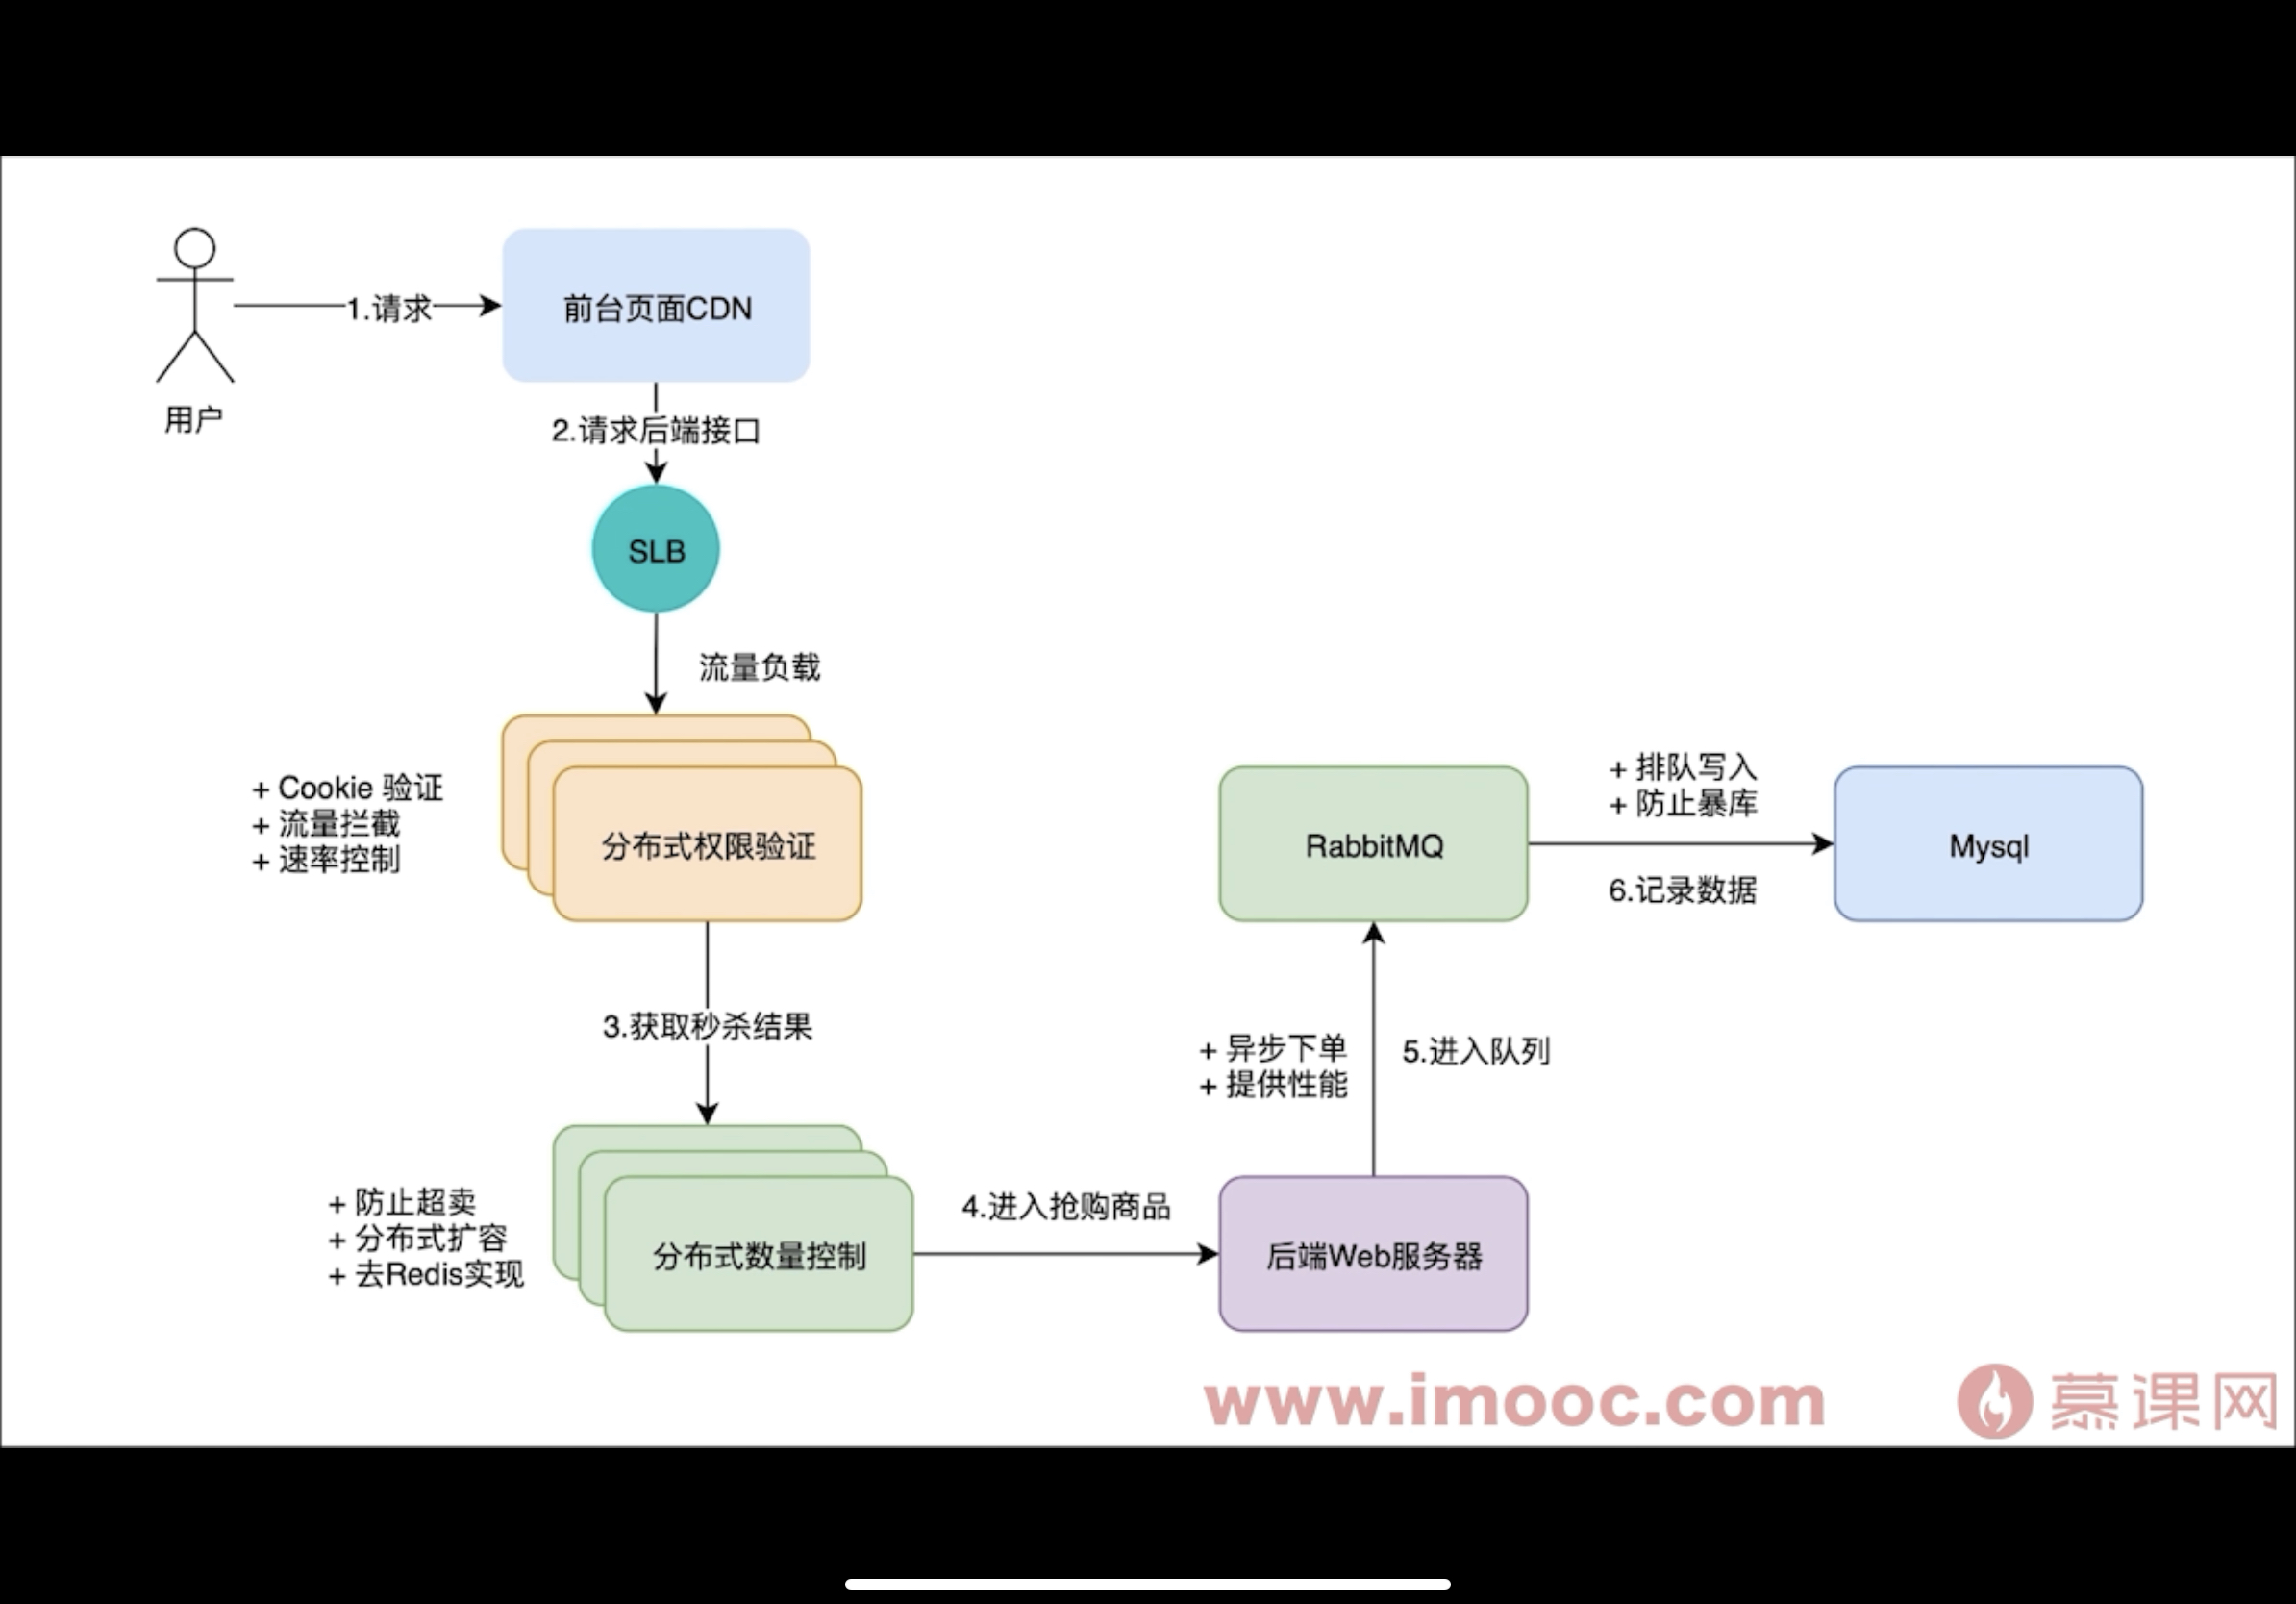 1.请求
前台页面CDN
用户
2.请求后端接口
SLB
流量负载
+ Cookie 验证
+ 流量拦截
+ 速率控制
分布式权限验证
RabbitMQ
+ 排队写入
+ 防止暴库
6.记录数据
Mysql
3.获取秒杀结果
+ 异步下单
+ 提供性能
5.进入队列
+ 防止超卖
+ 分布式扩容
+ 去Redis实现
分布式数量控制
4.进入抢购商品
后端Web服务器
www.imooc.com
慕课网